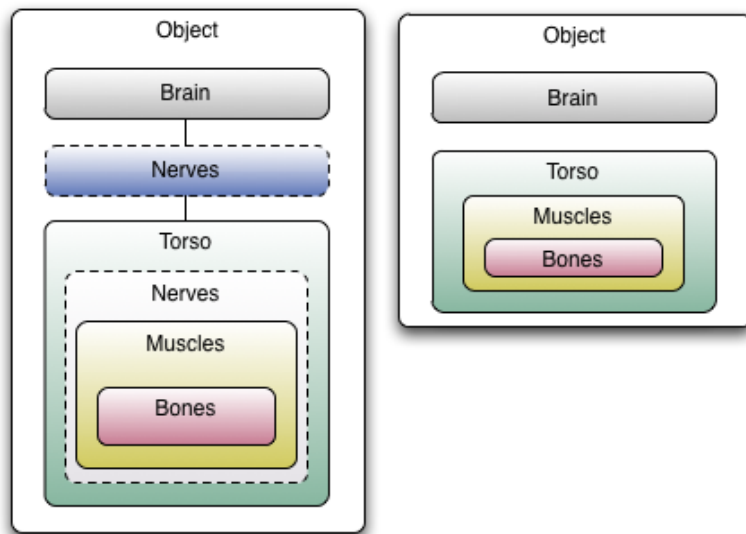 Object
Brain
Nerves
Torso
Nerves
Muscles
Bones
Object
Brain
Torso
Muscles
Bones